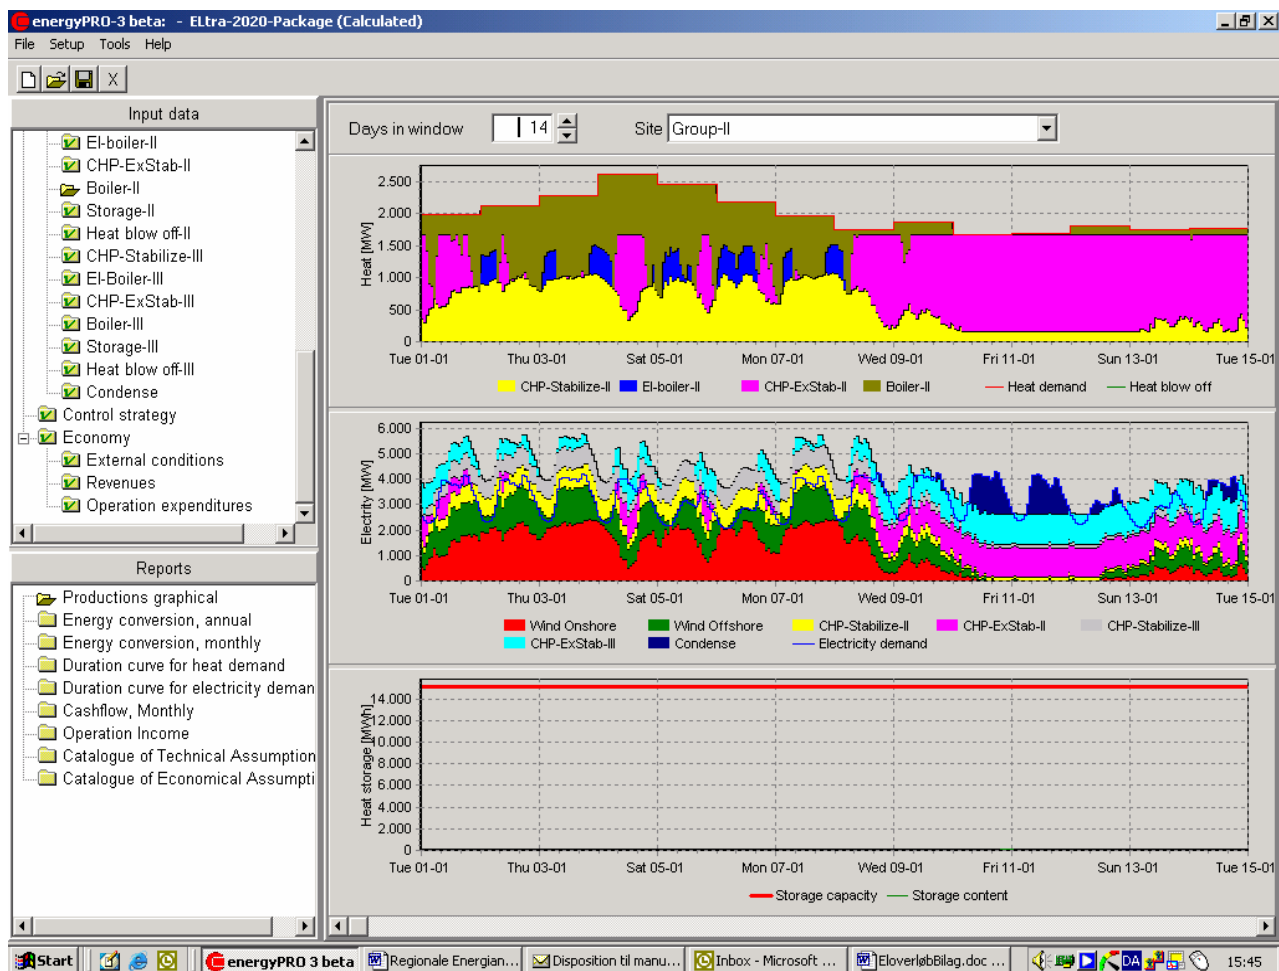 energyPRO-3 beta:  - ELtra-2020-Package (Calculated)
File Setup Tools Help
X
Input data
El-boiler-II
CHP-ExStab-II
Boiler-II
Storage-II
Heat blow off-II
CHP-Stabilize-III
El-Boiler-III
CHP-ExStab-III
Boiler-III
Storage-III
Heat blow off-III
Condense
Control strategy
Economy
External conditions
Revenues
Operation expenditures
Reports
Productions graphical
Energy conversion, annual
Energy conversion, monthly
Duration curve for heat demand
Duration curve for electricity deman
Cashflow, Monthly
Operation Income
Catalogue of Technical Assumption
Catalogue of Economical Assumpti
Days in window 14 Site Group-II
Heat [MW]
2.500
2.000
1.500
1.000
500
0
Tue 01-01 Thu 03-01 Sat 05-01 Mon 07-01 Wed 09-01 Fri 11-01 Sun 13-01 Tue 15-01
CHP-Stabilize-II El-boiler-II CHP-ExStab-II Boiler-II Heat demand Heat blow off
Electricity [MW]
6.000
5.000
4.000
3.000
2.000
1.000
0
Tue 01-01 Thu 03-01 Sat 05-01 Mon 07-01 Wed 09-01 Fri 11-01 Sun 13-01 Tue 15-01
Wind Onshore Wind Offshore CHP-Stabilize-II CHP-ExStab-II CHP-Stabilize-III
CHP-ExStab-III Condense Electricity demand
Heat storage [MWh]
14.000
12.000
10.000
8.000
6.000
4.000
2.000
0
Tue 01-01 Thu 03-01 Sat 05-01 Mon 07-01 Wed 09-01 Fri 11-01 Sun 13-01 Tue 15-01
Storage capacity Storage content
Start energyPRO 3 beta Regionale Energian... Disposition til manu... Inbox - Microsoft ... EloverløbBilag.doc ... DA 15:45